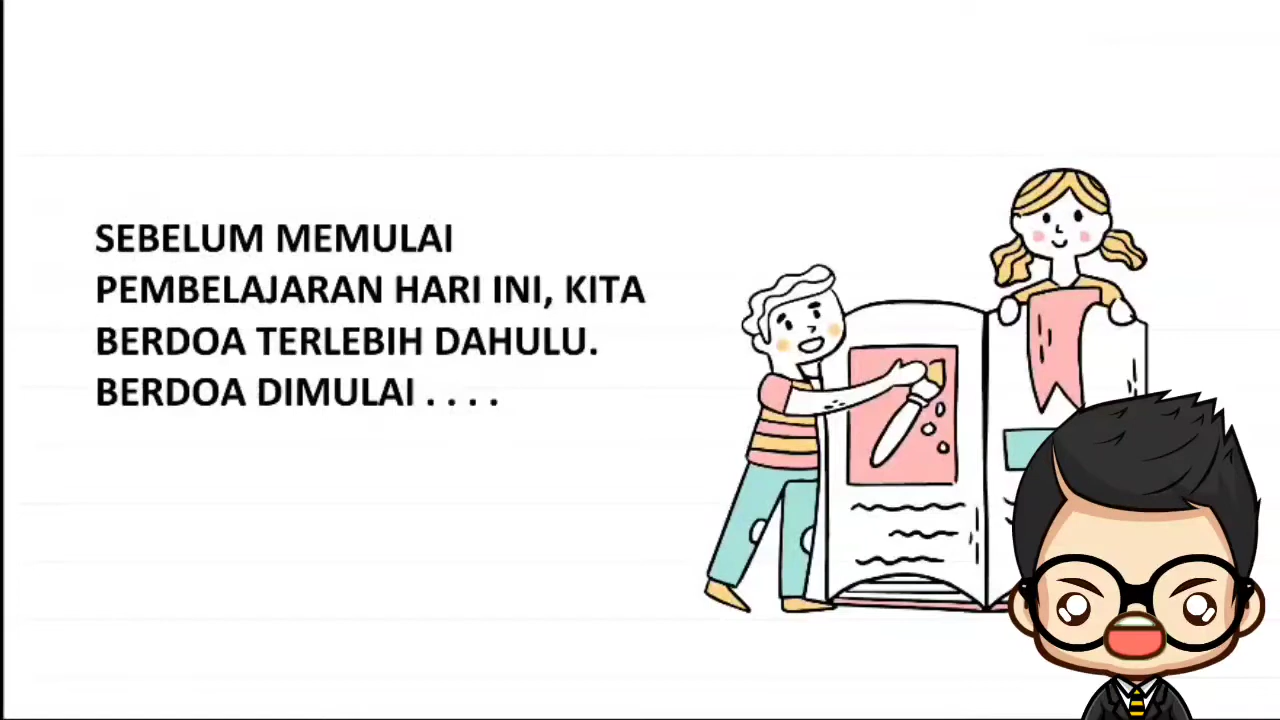 SEBELUM MEMULAI
PEMBELAJARAN HARI INI, KITA
BERDOA TERLEBIH DAHULU.
BERDOA DIMULAI . . . .